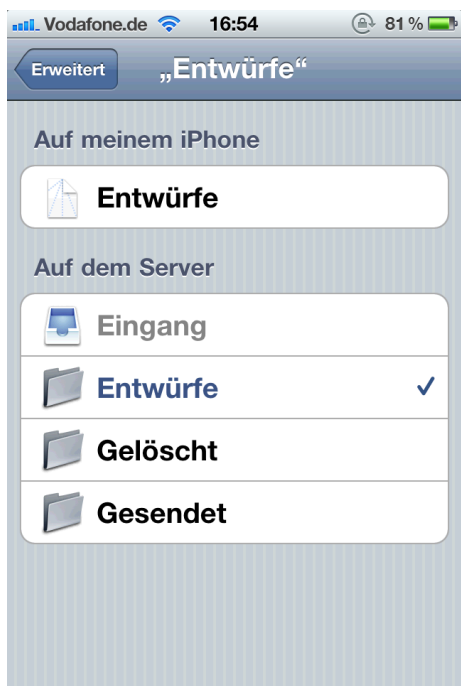 Vodafone.de 16:54 81 %
Erweitert „Entwürfe“
Auf meinem iPhone
Entwürfe
Auf dem Server
Eingang
Entwürfe
Gelöscht
Gesendet